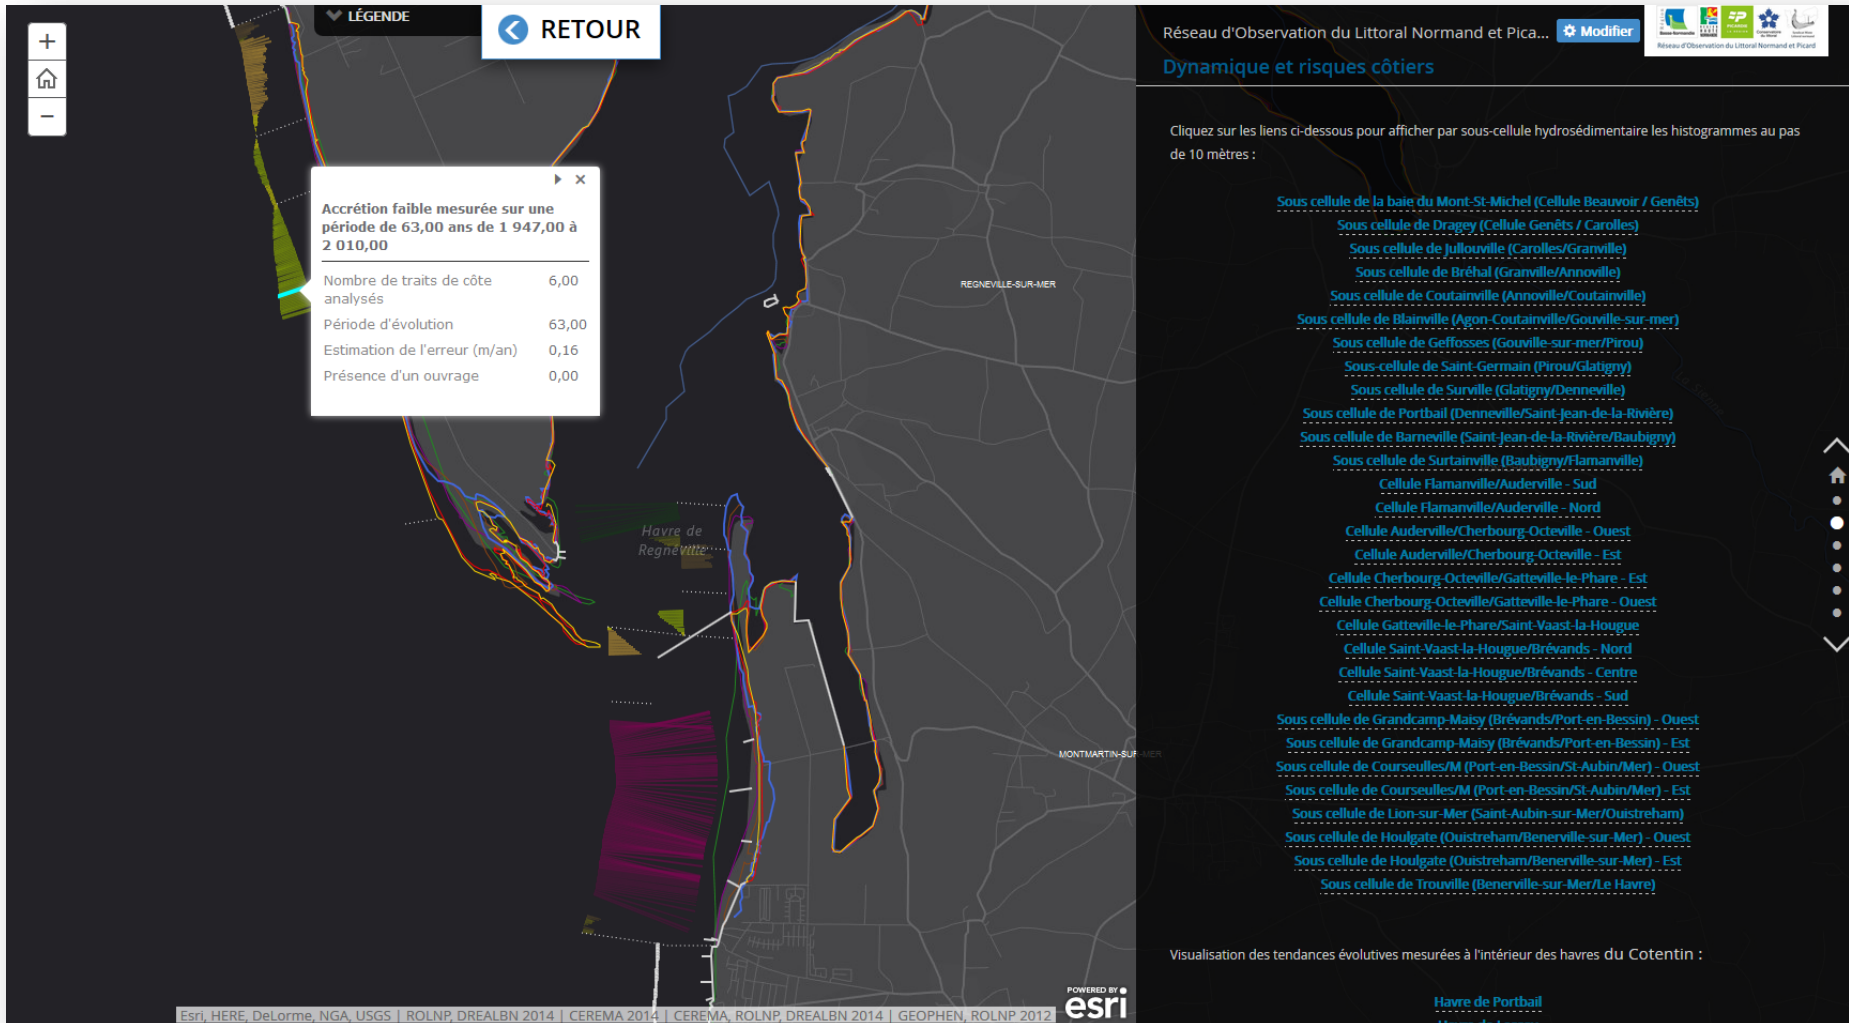 LÉGENDE
RETOUR
Accrétion faible mesurée sur une
période de 63,00 ans de 1 947,00 à
2 010,00
Nombre de traits de côte 6,00
analysés
Période d'évolution 63,00
Estimation de l'erreur (m/an) 0,16
Présence d'un ouvrage 0,00
REGNEVILLE-SUR-MER
Havre de
Regnéville
MONTMARTIN-SUR-MER
POWERED BY
esri
Esri, HERE, DeLorme, NGA, USGS | ROLNP, DREALBN 2014 | CEREMA 2014 | CEREMA, ROLNP, DREALBN 2014 | GEOPHEN, ROLNP 2012
Réseau d'Observation du Littoral Normand et Pica... Modifier
Réseau d'Observation du Littoral Normand et Picard
Dynamique et risques côtiers
Cliquez sur les liens ci-dessous pour afficher par sous-cellule hydrosédimentaire les histogrammes au pas
de 10 mètres :
Sous cellule de la baie du Mont-St-Michel (Cellule Beauvoir / Genêts)
Sous cellule de Dragey (Cellule Genêts / Carolles)
Sous cellule de Jullouville (Carolles/Granville)
Sous cellule de Bréhal (Granville/Annoville)
Sous cellule de Coutainville (Annoville/Coutainville)
Sous cellule de Blainville (Agon-Coutainville/Gouville-sur-mer)
Sous cellule de Geffosses (Gouville-sur-mer/Pirou)
Sous-cellule de Saint-Germain (Pirou/Glatigny)
Sous cellule de Surville (Glatigny/Denneville)
Sous cellule de Portbail (Denneville/Saint-Jean-de-la-Rivière)
Sous cellule de Barneville (Saint-Jean-de-la-Rivière/Baubigny)
Sous cellule de Surtainville (Baubigny/Flamanville)
Cellule Flamanville/Auderville - Sud
Cellule Flamanville/Auderville - Nord
Cellule Auderville/Cherbourg-Octeville - Ouest
Cellule Auderville/Cherbourg-Octeville - Est
Cellule Cherbourg-Octeville/Gatteville-le-Phare - Est
Cellule Cherbourg-Octeville/Gatteville-le-Phare - Ouest
Cellule Gatteville-le-Phare/Saint-Vaast-la-Hougue
Cellule Saint-Vaast-la-Hougue/Brévands - Nord
Cellule Saint-Vaast-la-Hougue/Brévands - Centre
Cellule Saint-Vaast-la-Hougue/Brévands - Sud
Sous cellule de Grandcamp-Maisy (Brévands/Port-en-Bessin) - Ouest
Sous cellule de Grandcamp-Maisy (Brévands/Port-en-Bessin) - Est
Sous cellule de Courseulles/M (Port-en-Bessin/St-Aubin/Mer) - Ouest
Sous cellule de Courseulles/M (Port-en-Bessin/St-Aubin/Mer) - Est
Sous cellule de Lion-sur-Mer (Saint-Aubin-sur-Mer/Ouistreham)
Sous cellule de Houlgate (Ouistreham/Benerville-sur-Mer) - Ouest
Sous cellule de Houlgate (Ouistreham/Benerville-sur-Mer) - Est
Sous cellule de Trouville (Benerville-sur-Mer/Le Havre)
Visualisation des tendances évolutives mesurées à l'intérieur des havres du Cotentin :
Havre de Portbail